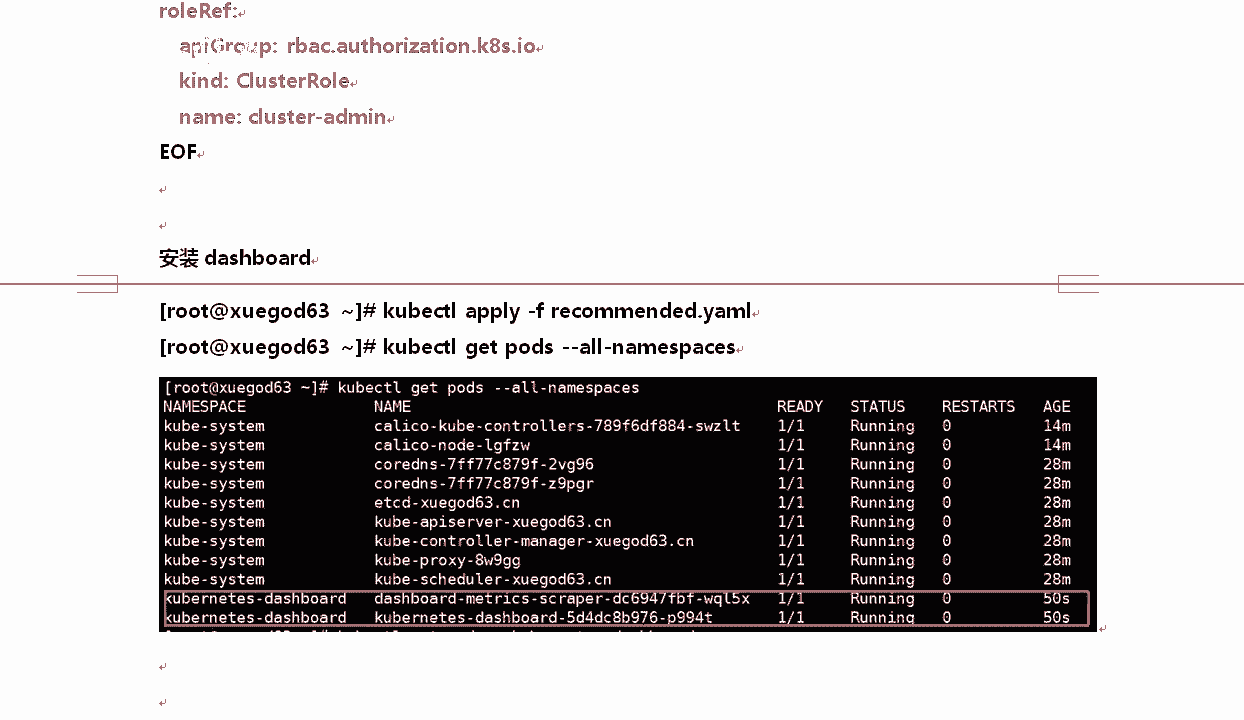 roleRef:
apiGroup: rbac.authorization.k8s.io
kind: ClusterRole
name: cluster-admin
EOF
安装 dashboard
[root@xuegod63 ~]# kubectl apply -f recommended.yaml
[root@xuegod63 ~]# kubectl get pods --all-namespaces
[root@xuegod63 ~]# kubectl get pods --all-namespaces
NAMESPACE NAME READY STATUS RESTARTS AGE
kube-system calico-kube-controllers-789f6df884-swzlt 1/1 Running 0 14m
kube-system calico-node-lgfzw 1/1 Running 0 14m
kube-system coredns-7ff77c879f-2vg96 1/1 Running 0 28m
kube-system coredns-7ff77c879f-z9pgr 1/1 Running 0 28m
kube-system etcd-xuegod63.cn 1/1 Running 0 28m
kube-system kube-apiserver-xuegod63.cn 1/1 Running 0 28m
kube-system kube-controller-manager-xuegod63.cn 1/1 Running 0 28m
kube-system kube-proxy-8w9gg 1/1 Running 0 28m
kube-system kube-scheduler-xuegod63.cn 1/1 Running 0 28m
kubernetes-dashboard dashboard-metrics-scraper-dc6947fbf-wql5x 1/1 Running 0 50s
kubernetes-dashboard kubernetes-dashboard-5d4dc8b976-p994t 1/1 Running 0 50s